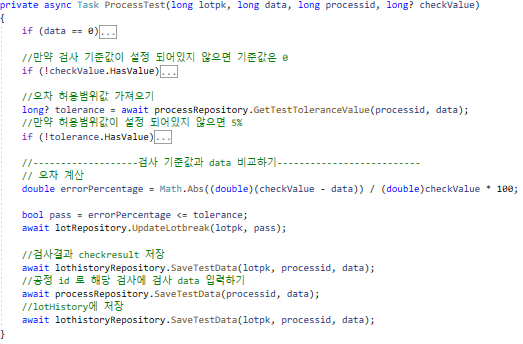 private async Task ProcessTest(long lotpk, long data, long processid, long? checkValue)
{
if (data == 0)...
//만약 검사 기준값이 설정 되어있지 않으면 기준값은 0
if (!checkValue.HasValue)...
//오차 허용범위값 가져오기
long? tolerance = await processRepository.GetTestToleranceValue(processid, data);
//만약 허용범위값이 설정 되어있지 않으면 5%
if (!tolerance.HasValue)...
//-------------------검사 기준값과 data 비교하기--------------------------
// 오차 계산
double errorPercentage = Math.Abs((double)(checkValue - data)) / (double)checkValue * 100;
bool pass = errorPercentage <= tolerance;
await lotRepository.UpdateLotbreak(lotpk, pass);
//검사결과 checkresult 저장
await lothistoryRepository.SaveTestData(lotpk, processid, data);
//공정 id 로 해당 검사에 검사 data 입력하기
await processRepository.SaveTestData(processid, data);
//lotHistory에 저장
await lothistoryRepository.SaveTestData(lotpk, processid, data);
}